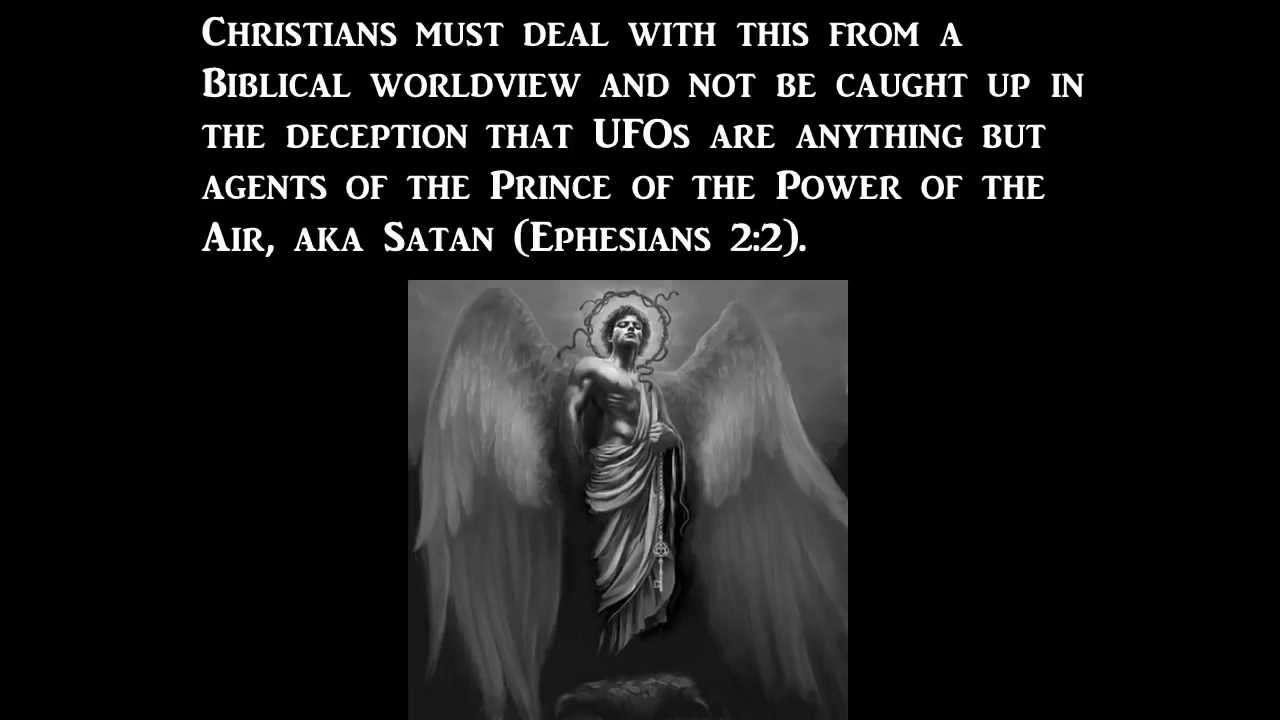 Christians must deal with this from a
Biblical worldview and not be caught up in
the deception that UFOs are anything but
agents of the Prince of the Power of the
Air, aka Satan (Ephesians 2:2).